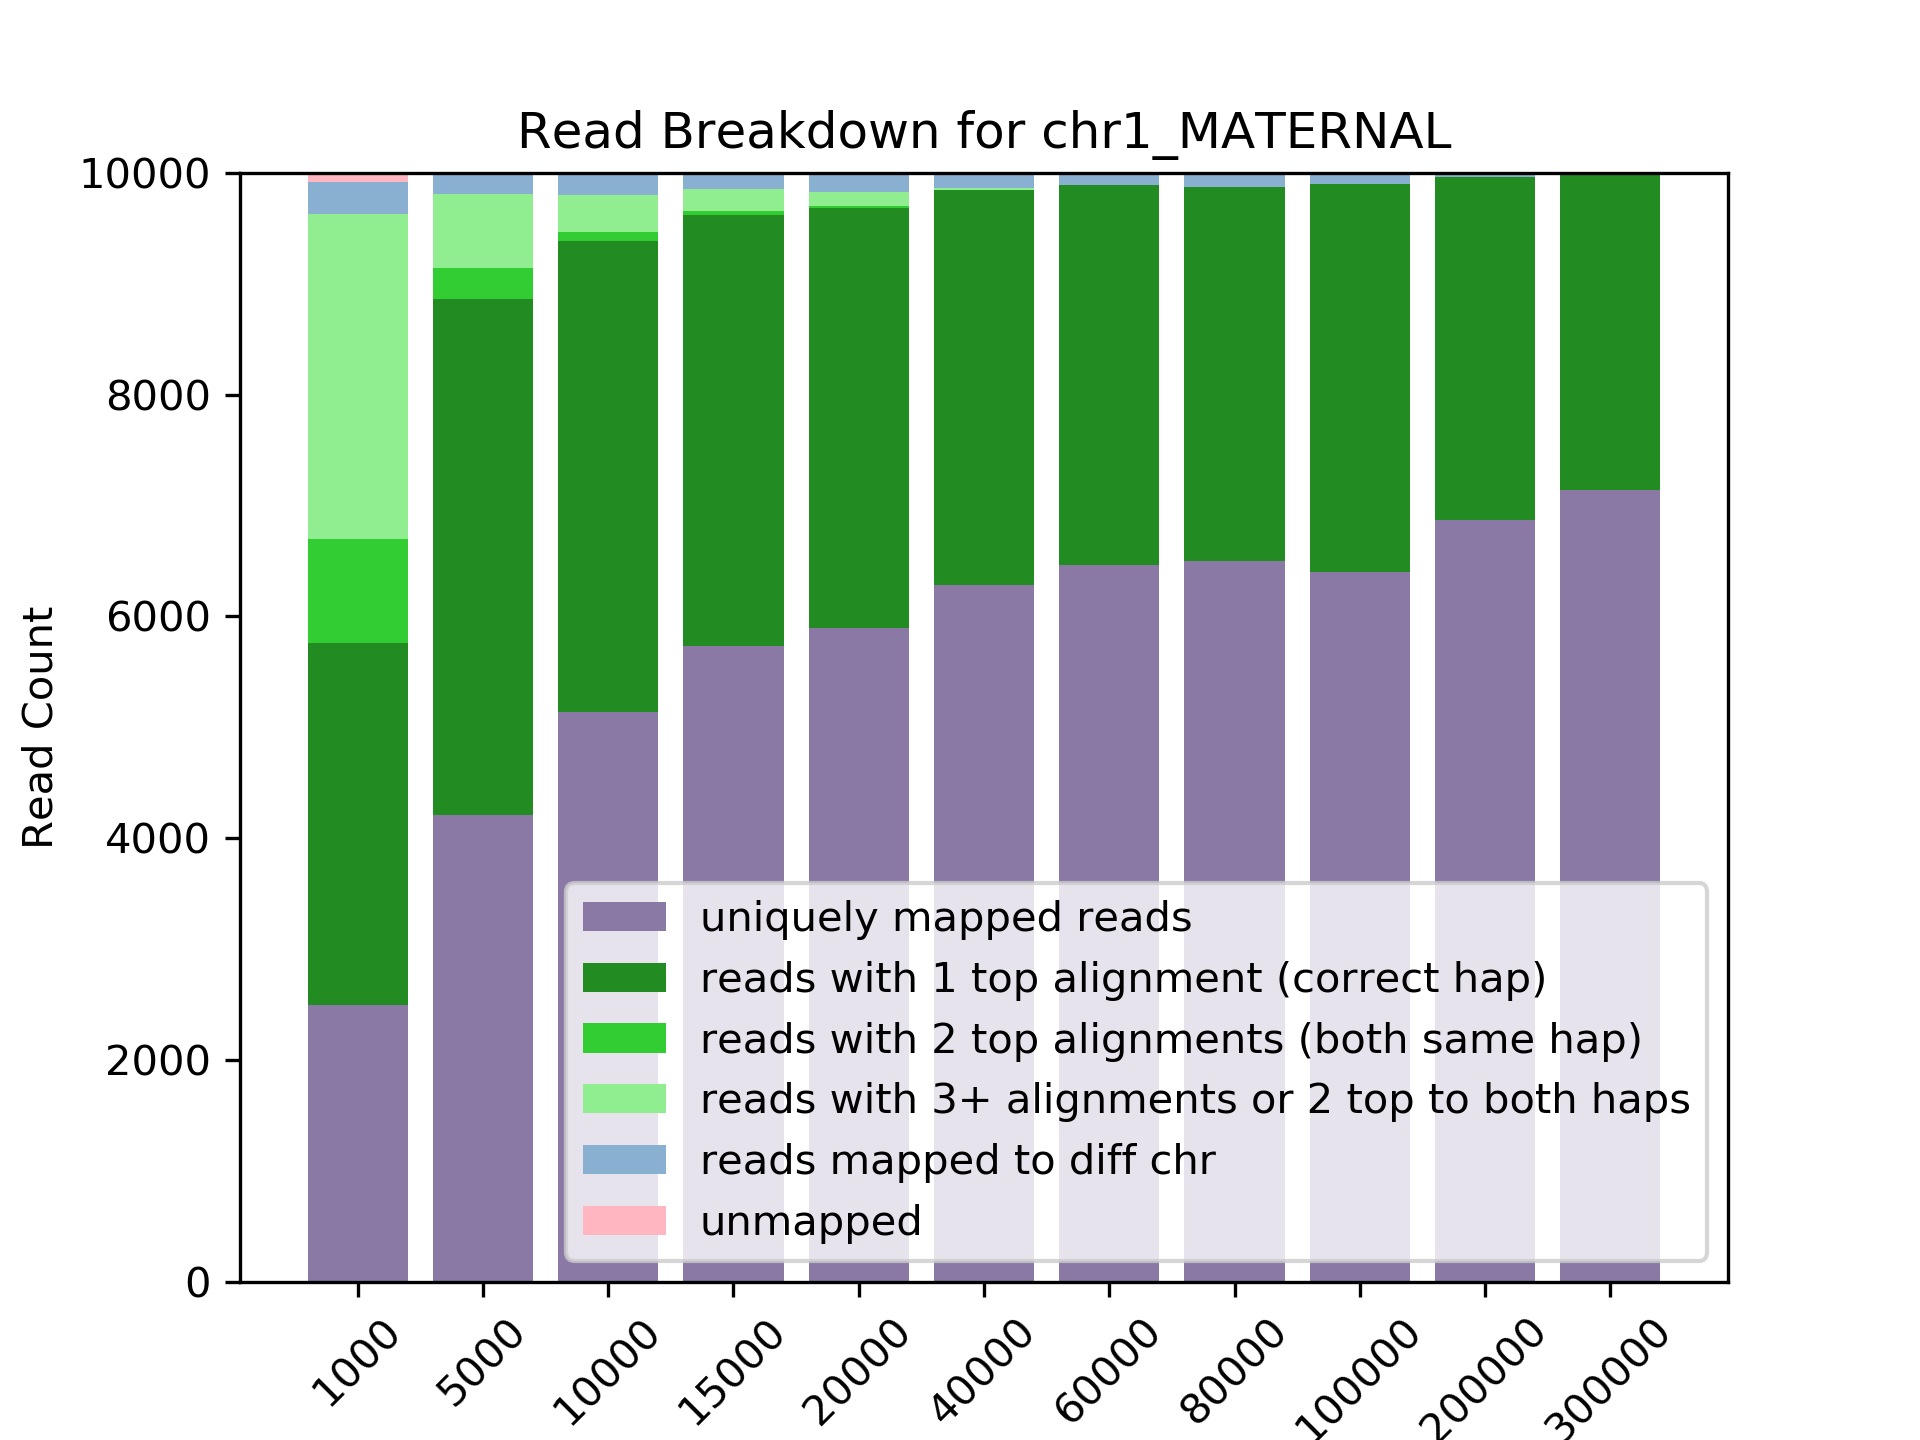 Read Breakdown for chr1_MATERNAL
10000
8000
6000
4000
2000
0
Read Count
uniquely mapped reads
reads with 1 top alignment (correct hap)
reads with 2 top alignments (both same hap)
reads with 3+ alignments or 2 top to both haps
reads mapped to diff chr
unmapped
1000
5000
10000
15000
20000
40000
60000
80000
100000
200000
300000